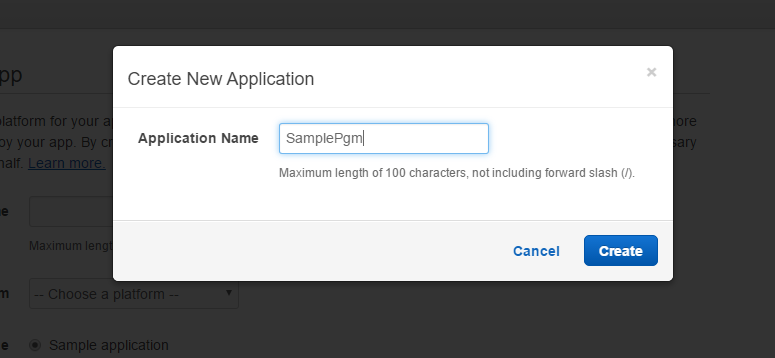 pp
Create New Application
×
platform for your a
more
Application Name
SamplePgm
by your app. By cr
sary
half. Learn more.
Maximum length of 100 characters, not including forward slash (/).
e
Maximum lengt
Cancel
Create
m
-- Choose a platform --
e
Sample application